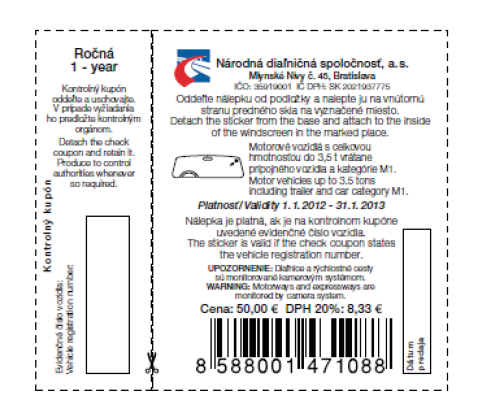 Ročná
1 - year
Kontrolný kupón
oddeľte a uschovajte.
V prípade vyžiadania
ho predložte kontrolným
orgánom.
Detach the check
coupon and retain it.
Produce to control
authorities whenever
so required.
Kontrolný kupón
Evidenčné číslo vozidla:
Vehicle registration number:
Národná diaľničná spoločnosť, a. s.
Mlynské Nivy č. 45, Bratislava
IČO: 35919001 IČ DPH: SK 2021937775
Oddeľte nálepku od podložky a nalepte ju na vnútornú
stranu predného skla na vyznačené miesto.
Detach the sticker from the base and attach to the inside
of the windscreen in the marked place.
Motorové vozidlá s celkovou
hmotnosťou do 3,5 t vrátane
prípojného vozidla a kategórie M1.
Motor vehicles up to 3.5 tons
including trailer and car category M1.
Platnosť/ Validity 1. 1. 2012 - 31. 1. 2013
Nálepka je platná, ak je na kontrolnom kupóne
uvedené evidenčné číslo vozidla.
The sticker is valid if the check coupon states
the vehicle registration number.
UPOZORNENIE: Diaľnice a rýchlostné cesty
sú monitorované kamerovým systémom.
WARNING: Motorways and expressways are
monitored by camera system.
Cena: 50,00 € DPH 20%: 8,33 €
8 588001 471088
Dátum
predaja